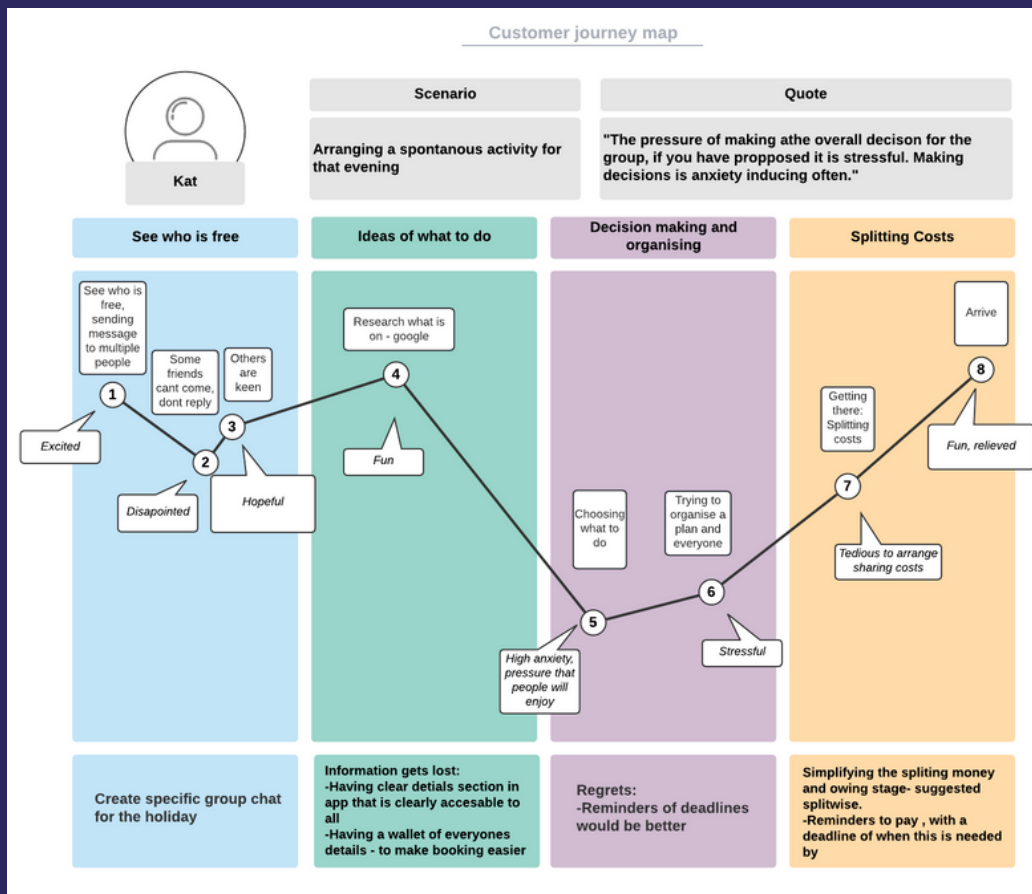 Customer journey map
Scenario
Quote
Kat
Arranging a spontanous activity for
that evening
"The pressure of making athe overall decison for the
group, if you have propposed it is stressful. Making
decisions is anxiety inducing often."
See who is free
Ideas of what to do
Decision making and
organising
Splitting Costs
See who is
free,
sending
message
to multiple
people
1
Excited
Some
friends
cant come,
dont reply
2
Disapointed
Others
are
keen
3
Hopeful
Research what is
on - google
4
Fun
Choosing
what to
do
5
High anxiety,
pressure that
people will
enjoy
Trying to
organise a
plan and
everyone
6
Stressful
Getting
there:
Splitting
costs
7
Tedious to arrange
sharing costs
Arrive
8
Fun, relieved
Create specific group chat
for the holiday
Information gets lost:
-Having clear detials section in
app that is clearly accesable to
all
-Having a wallet of everyones
details - to make booking easier
Regrets:
-Reminders of deadlines
would be better
Simplifying the spliting money
and owing stage- suggested
splitwise.
-Reminders to pay , with a
deadline of when this is needed
by